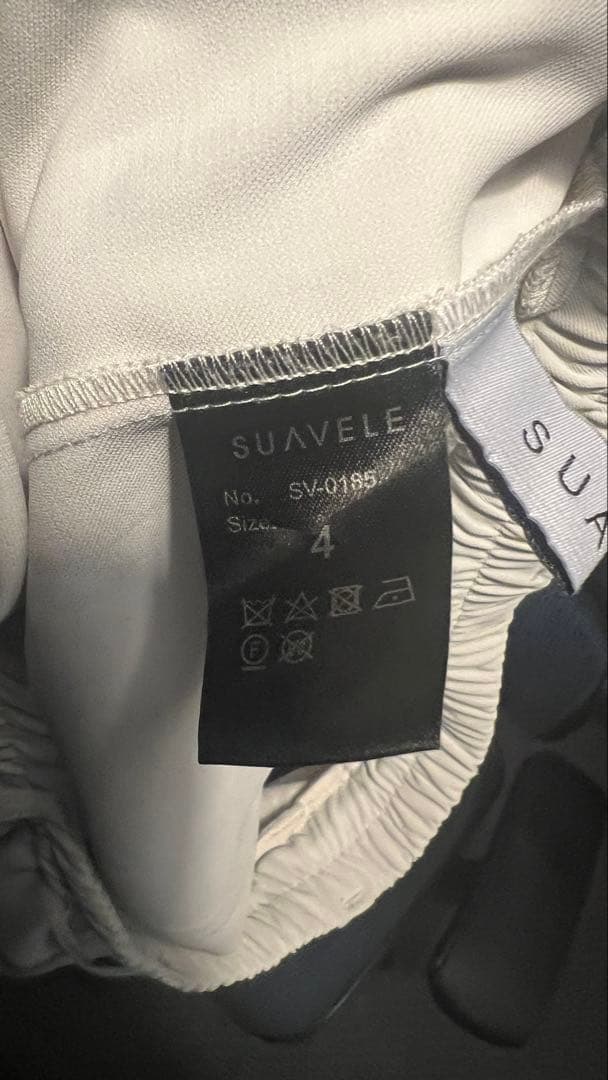 SUAVELE
No. SV-0185
Size. 4
F
W
SUA